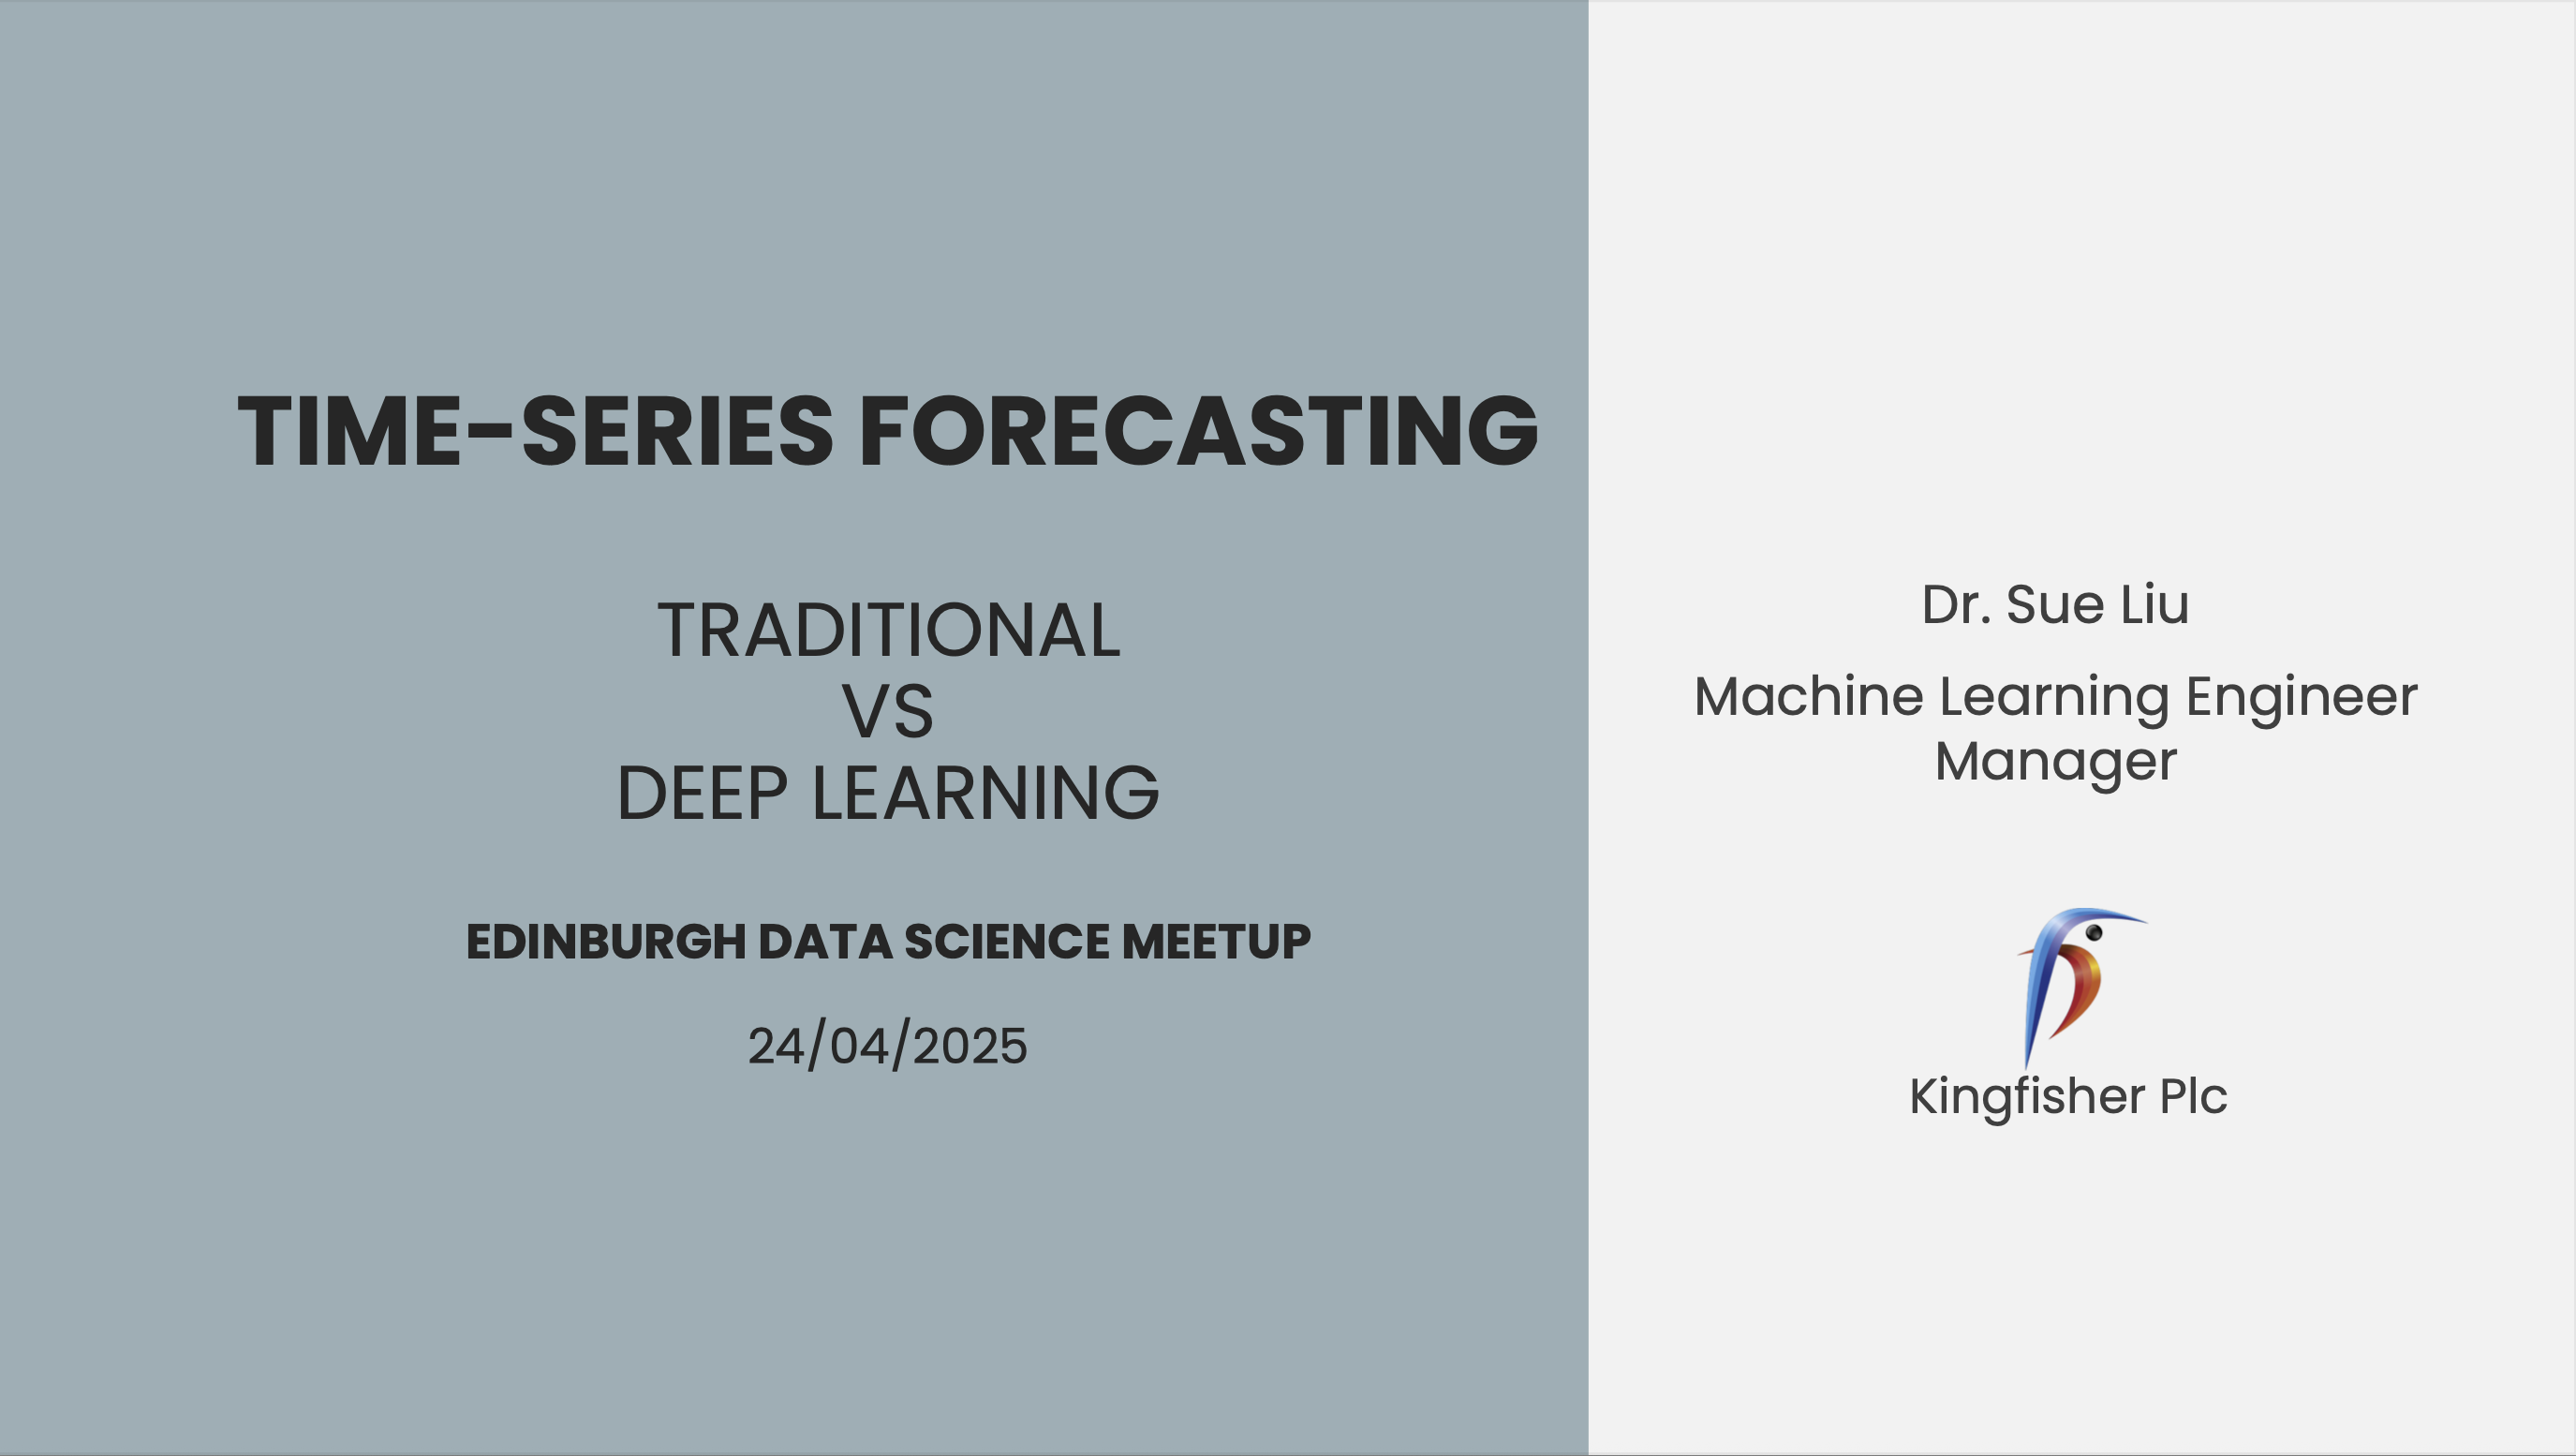 TIME-SERIES FORECASTING
TRADITIONAL
VS
DEEP LEARNING
EDINBURGH DATA SCIENCE MEETUP
24/04/2025
Dr. Sue Liu
Machine Learning Engineer
Manager
Kingfisher Plc